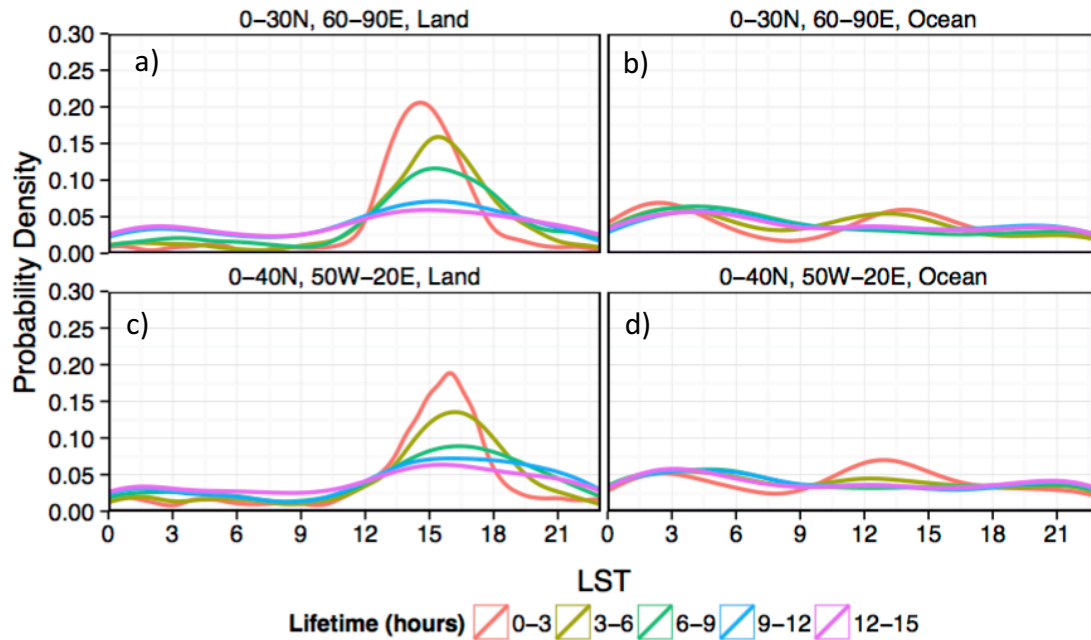 0−30N, 60−90E, Land
0−30N, 60−90E, Ocean
0.30
0.25
0.20
0.15
0.10
0.05
0.00
a)
b)
0−40N, 50W−20E, Land
0−40N, 50W−20E, Ocean
0.30
0.25
0.20
0.15
0.10
0.05
0.00
c)
d)
Probability Density
0 3 6 9 12 15 18 21 0 3 6 9 12 15 18 21
LST
Lifetime (hours) 0−3 3−6 6−9 9−12 12−15